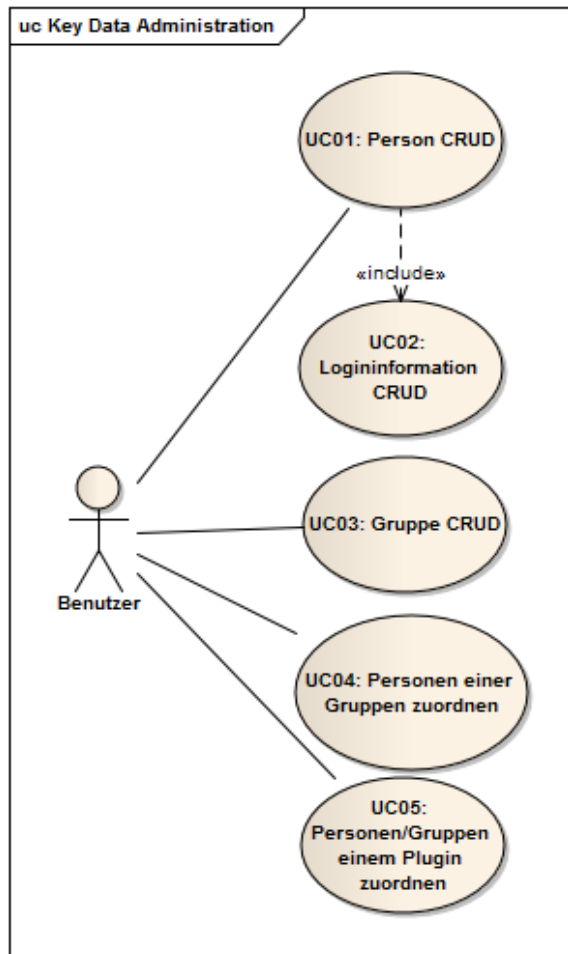 uc Key Data Administration
UC01: Person CRUD
«include»
UC02:
Logininformation
CRUD
UC03: Gruppe CRUD
Benutzer
UC04: Personen einer
Gruppen zuordnen
UC05:
Personen/Gruppen
einem Plugin
zuordnen